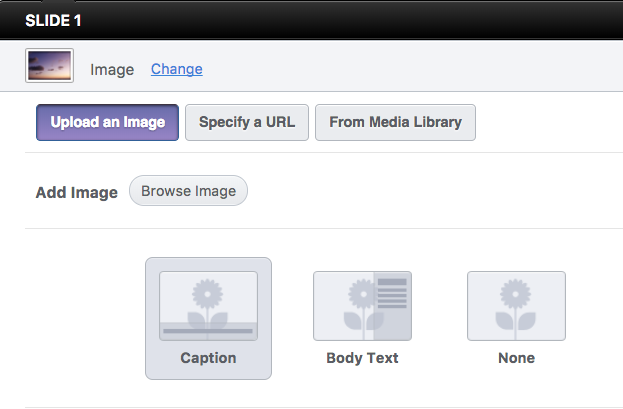 SLIDE 1
Image Change
Upload an Image Specify a URL From Media Library
Add Image Browse Image
Caption Body Text None